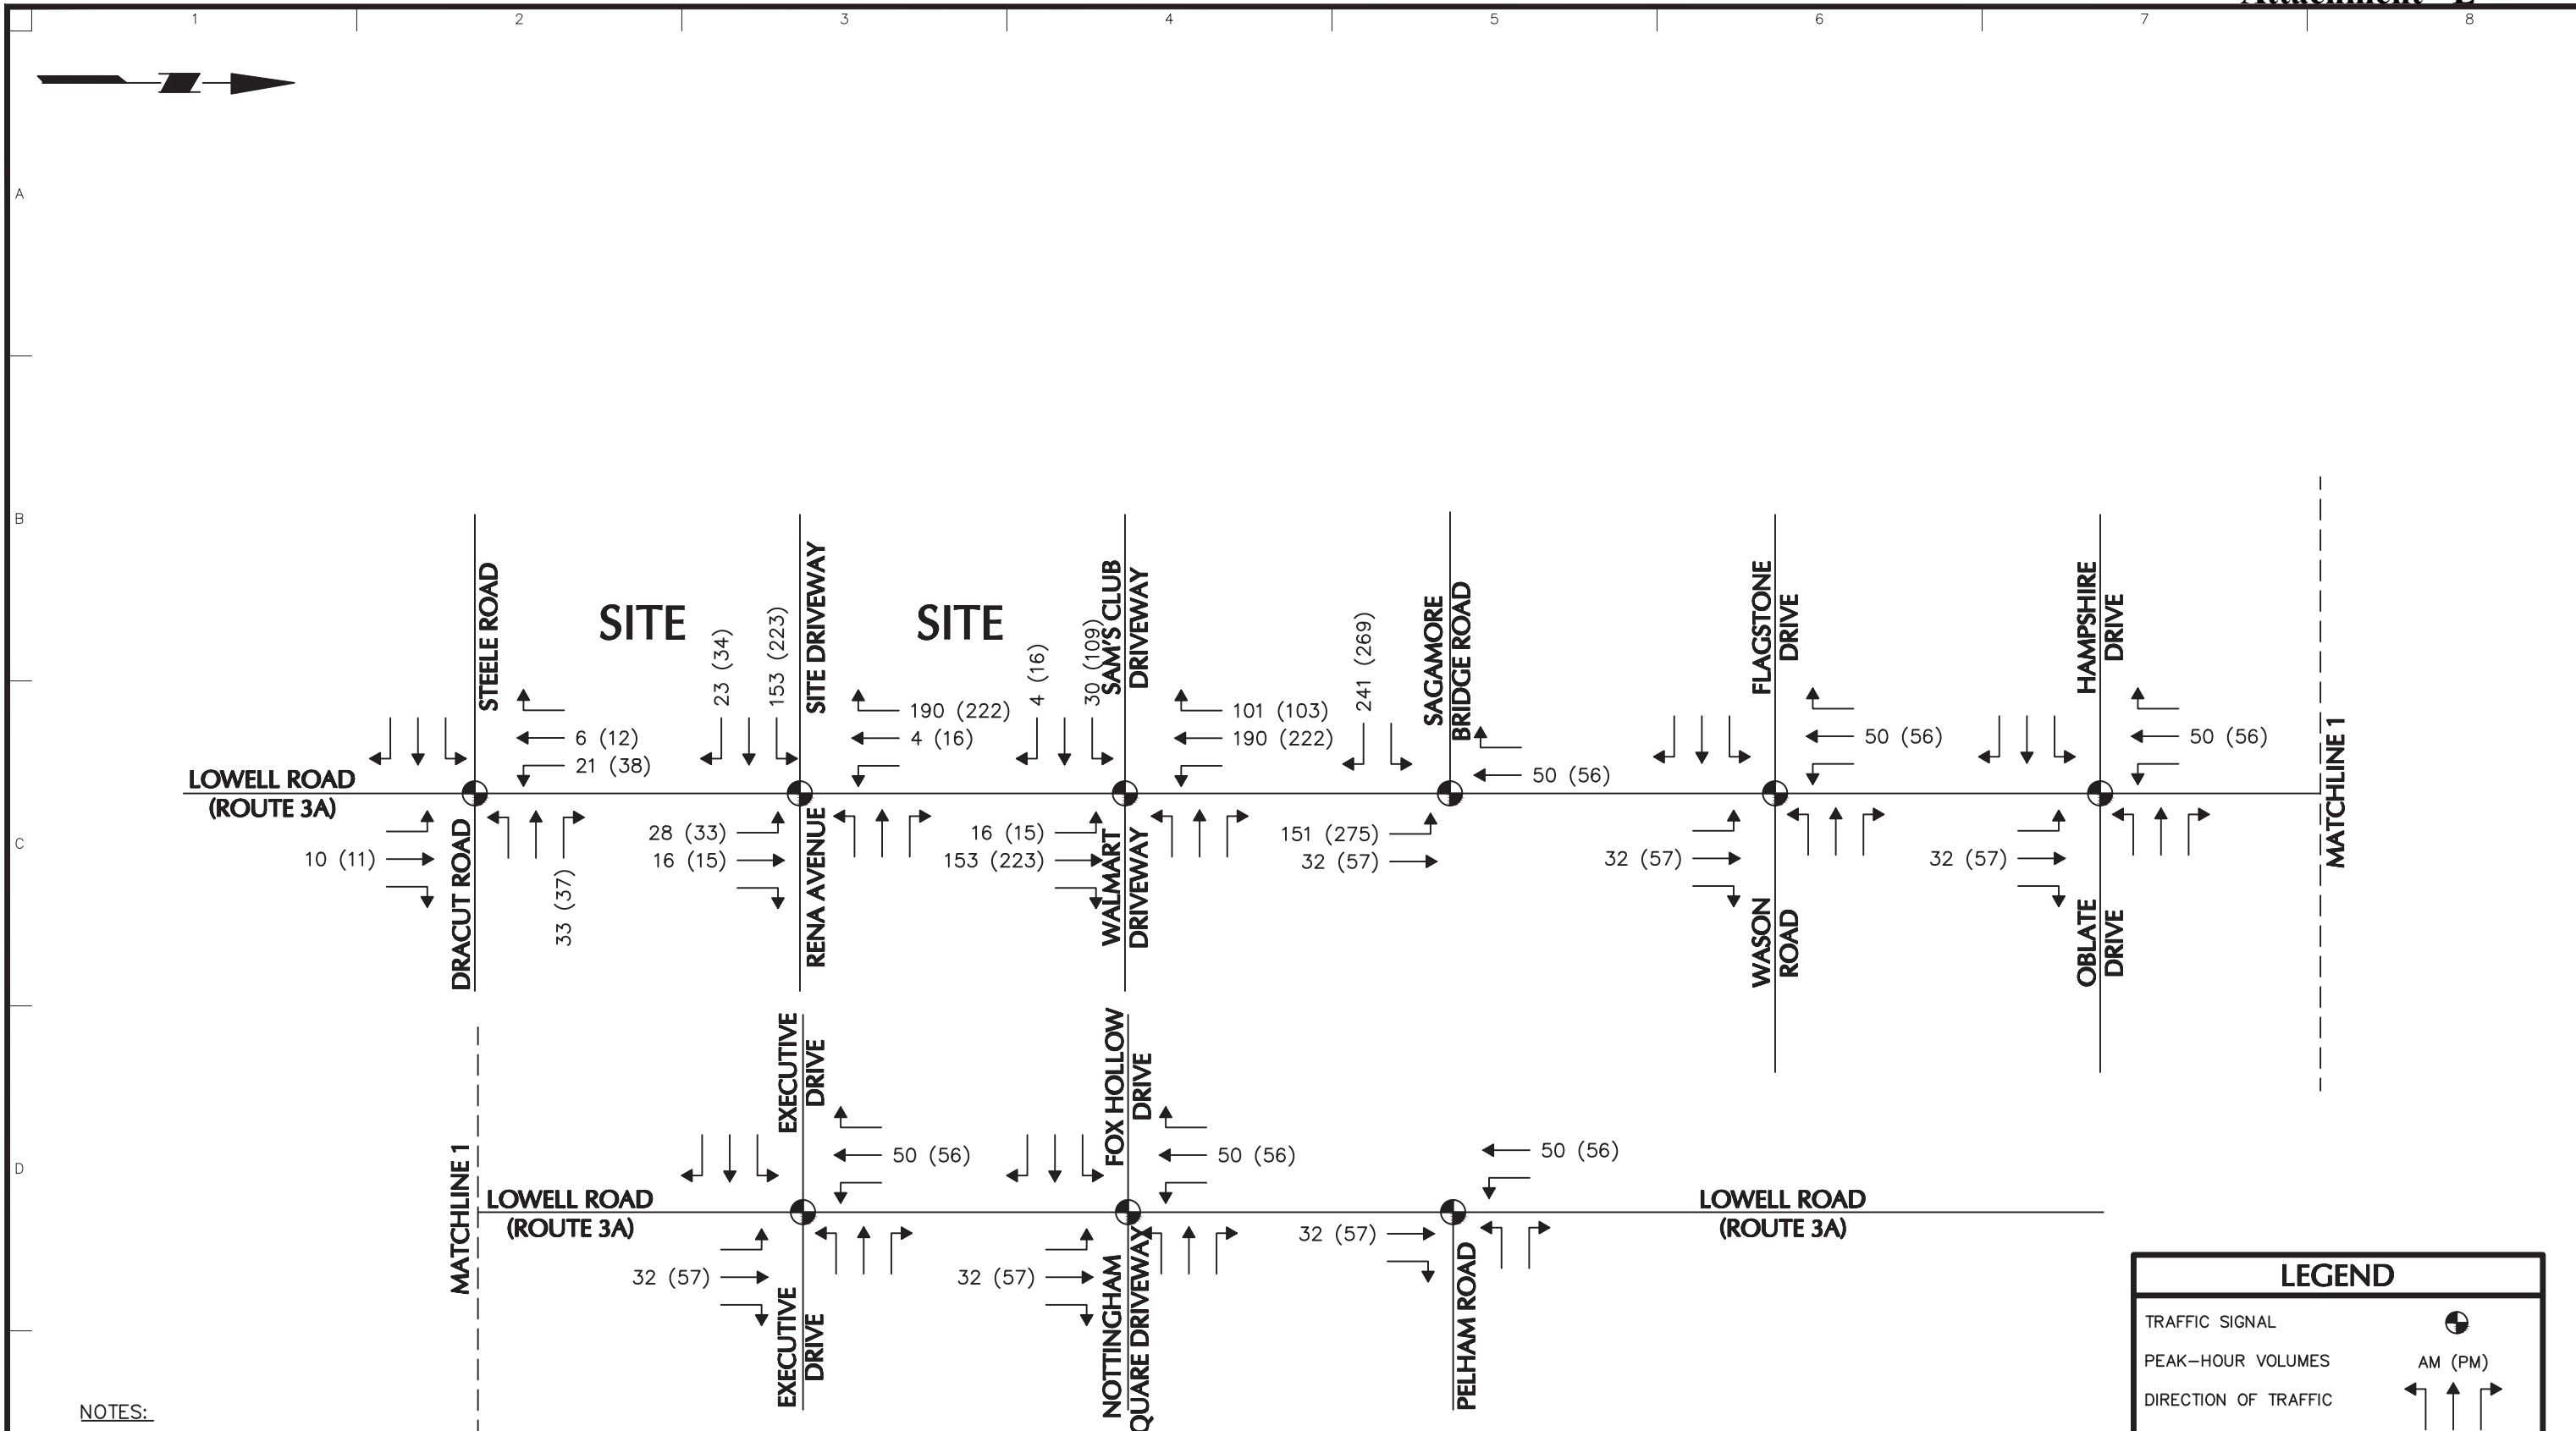 Attachment "E"
1 2 3 4 5 6 7 8
A
B
C
D
STEELE ROAD
SITE
SITE DRIVEWAY
SITE
SAM'S CLUB
DRIVEWAY
SAGAMORE
BRIDGE ROAD
FLAGSTONE
DRIVE
HAMPSHIRE
DRIVE
MATCHLINE 1
23 (34)
153 (223)
4 (16)
30 (109)
241 (269)
6 (12)
21 (38)
190 (222)
4 (16)
101 (103)
190 (222)
50 (56)
50 (56)
50 (56)
LOWELL ROAD
(ROUTE 3A)
10 (11)
33 (37)
28 (33)
16 (15)
16 (15)
153 (223)
151 (275)
32 (57)
32 (57)
32 (57)
DRACUT ROAD
RENA AVENUE
WALMART
DRIVEWAY
WASON
ROAD
OBLATE
DRIVE
MATCHLINE 1
EXECUTIVE
DRIVE
FOX HOLLOW
DRIVE
50 (56)
50 (56)
50 (56)
LOWELL ROAD
(ROUTE 3A)
LOWELL ROAD
(ROUTE 3A)
32 (57)
32 (57)
32 (57)
EXECUTIVE
DRIVE
NOTTINGHAM
QUARE DRIVEWAY
PELHAM ROAD
NOTES:
LEGEND
TRAFFIC SIGNAL
PEAK-HOUR VOLUMES AM (PM)
DIRECTION OF TRAFFIC